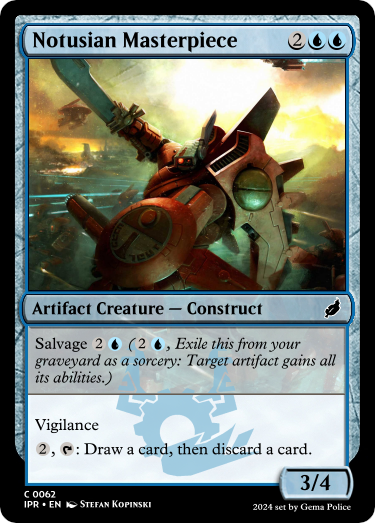 Notusian Masterpiece 2
Artifact Creature — Construct
Salvage 2 ( 2 , Exile this from your
graveyard as a sorcery: Target artifact gains all
its abilities.)
Vigilance
2 , : Draw a card, then discard a card.
3/4
C 0062
IPR • EN Stefan Kopinski
2024 set by Gema Police